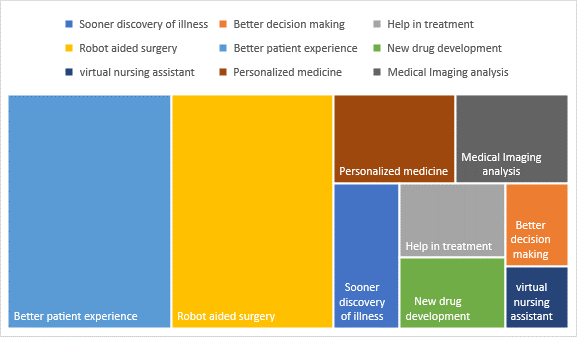 Sooner discovery of illness
Better decision making
Help in treatment
Robot aided surgery
Better patient experience
New drug development
virtual nursing assistant
Personalized medicine
Medical Imaging analysis
Better patient experience
Robot aided surgery
Personalized medicine
Medical Imaging
analysis
Sooner
discovery
of illness
Help in treatment
New drug
development
Better
decision
making
virtual
nursing
assistant